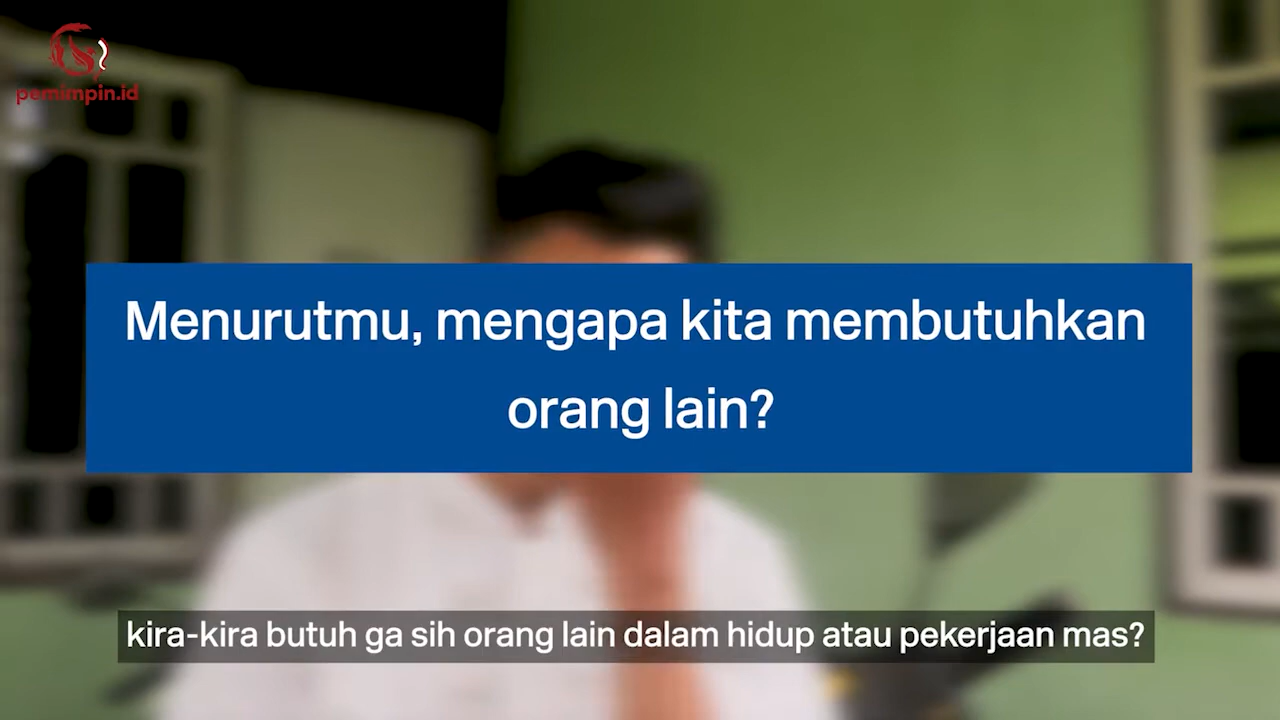 pemimpin.id
Menurutmu, mengapa kita membutuhkan
orang lain?
kira-kira butuh ga sih orang lain dalam hidup atau pekerjaan mas?